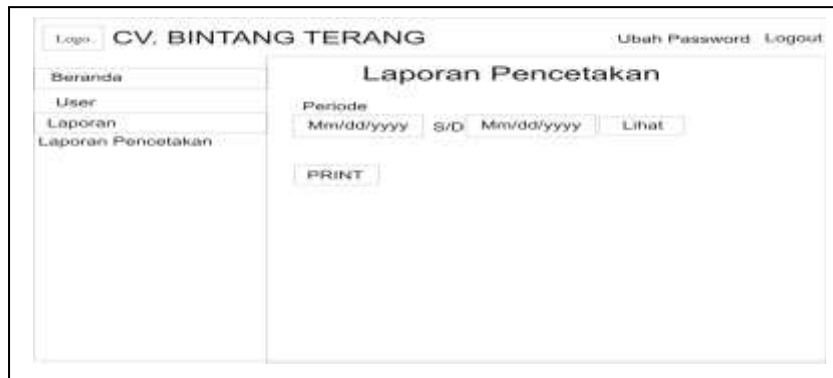 Logo CV. BINTANG TERANG Ubah Password Logout
Beranda
User
Laporan
Laporan Pencetakan
Laporan Pencetakan
Periode
Mm/dd/yyyy S/D Mm/dd/yyyy Lihat
PRINT